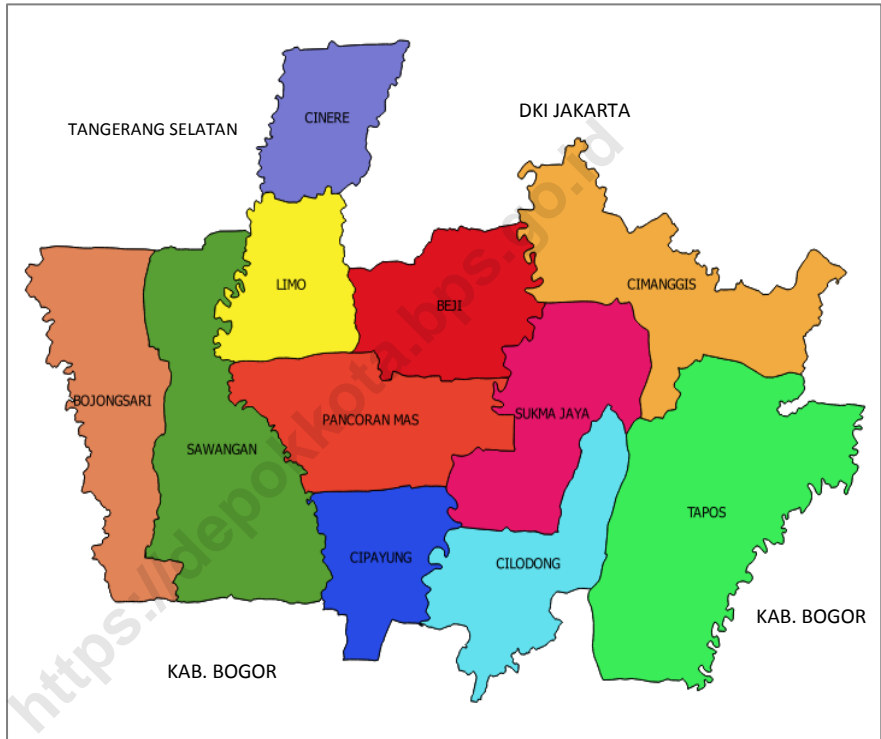 CINERE
DKI JAKARTA
TANGERANG SELATAN
LIMO
CIMANGGIS
BEJI
BOJONGSARI
SUKMA JAYA
PANCORAN MAS
SAWANGAN
TAPOS
CIPAYUNG
CILODONG
KAB. BOGOR
KAB. BOGOR
https://depokkota.bps.go.id